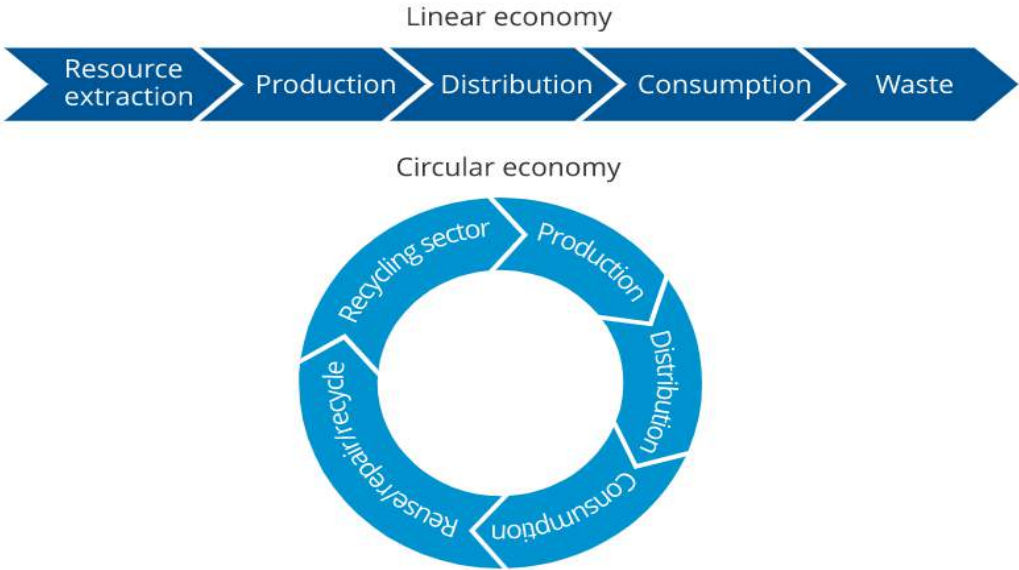 Linear economy
Resource
extraction
Production
Distribution
Consumption
Waste
Circular economy
Production
Distribution
Consumption
Reuse/repair/recycle
Recycling sector